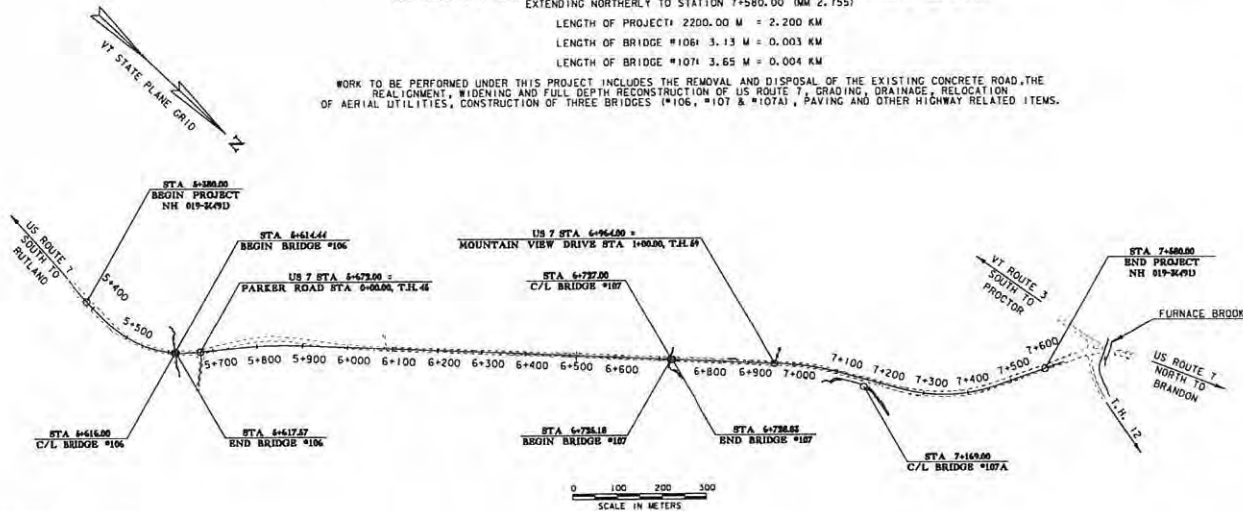 EXTENDING NORTHERLY TO STATION 7+580.00 (MM 2.755)
LENGTH OF PROJECT: 2200.00 M = 2.200 KM
LENGTH OF BRIDGE #106: 3.13 M = 0.003 KM
LENGTH OF BRIDGE #107: 3.65 M = 0.004 KM
WORK TO BE PERFORMED UNDER THIS PROJECT INCLUDES THE REMOVAL AND DISPOSAL OF THE EXISTING CONCRETE ROAD,THE
REALIGNMENT, WIDENING AND FULL DEPTH RECONSTRUCTION OF US ROUTE 7, GRADING, DRAINAGE, RELOCATION
OF AERIAL UTILITIES, CONSTRUCTION OF THREE BRIDGES (#106, #107 & #107A), PAVING AND OTHER HIGHWAY RELATED ITEMS.
VT STATE PLANE GRID
N
STA 5+380.00
BEGIN PROJECT
NH 019-3(491)
US ROUTE 7
SOUTH TO
RUTLAND
STA 5+614.44
BEGIN BRIDGE #106
US 7 STA 5+672.00 =
PARKER ROAD STA 0+00.00, T.H.
US 7 STA 6+964.00 =
MOUNTAIN VIEW DRIVE STA 1+00.00, T.H.
STA 6+727.00
C/L BRIDGE #107
VT ROUTE 3
SOUTH TO
PROCTOR
STA 7+580.00
END PROJECT
NH 019-3(491)
FURNACE BROOK
US ROUTE 7
NORTH TO
BRANDON
T.H. 12
5+400
5+500
5+700 5+800 5+900 6+000 6+100 6+200 6+300 6+400 6+500 6+600 6+800 6+900 7+000 7+100 7+200 7+300 7+400 7+500 7+600
STA 5+616.00
C/L BRIDGE #106
STA 5+617.57
END BRIDGE #106
STA 6+725.18
BEGIN BRIDGE #107
STA 6+728.83
END BRIDGE #107
STA 7+169.00
C/L BRIDGE #107A
0 100 200 300
SCALE IN METERS